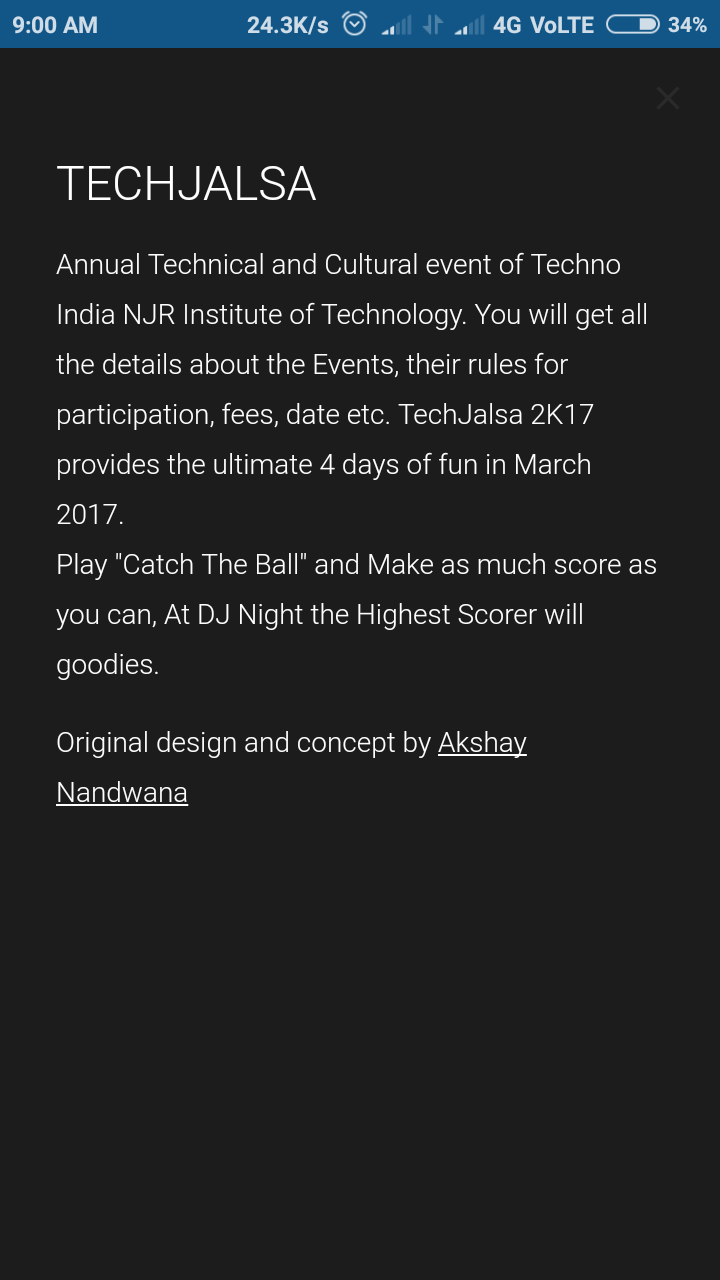 9:00 AM 24.3K/s 4G VoLTE 34%
TECHJALSA
Annual Technical and Cultural event of Techno
India NJR Institute of Technology. You will get all
the details about the Events, their rules for
participation, fees, date etc. TechJalsa 2K17
provides the ultimate 4 days of fun in March
2017.
Play "Catch The Ball" and Make as much score as
you can, At DJ Night the Highest Scorer will
goodies.
Original design and concept by Akshay
Nandwana